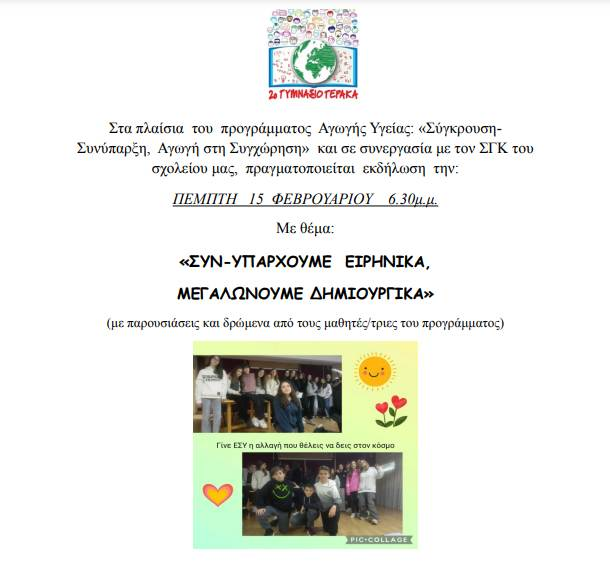 2ο ΓΥΜΝΑΣΙΟ ΓΕΡΑΚΑ
Στα πλαίσια του προγράμματος Αγωγής Υγείας: «Σύγκρουση-
Συνύπαρξη, Αγωγή στη Συγχώρηση» και σε συνεργασία με τον ΣΓΚ του
σχολείου μας, πραγματοποιείται εκδήλωση την:
ΠΕΜΠΤΗ 15 ΦΕΒΡΟΥΑΡΙΟΥ 6.30μ.μ.
Με θέμα:
«ΣΥΝ-ΥΠΑΡΧΟΥΜΕ ΕΙΡΗΝΙΚΑ,
ΜΕΓΑΛΩΝΟΥΜΕ ΔΗΜΙΟΥΡΓΙΚΑ»
(με παρουσιάσεις και δρώμενα από τους μαθητές/τριες του προγράμματος)
Γίνε ΕΣΥ η αλλαγή που θέλεις να δεις στον κόσμο
PIC•COLLAGE